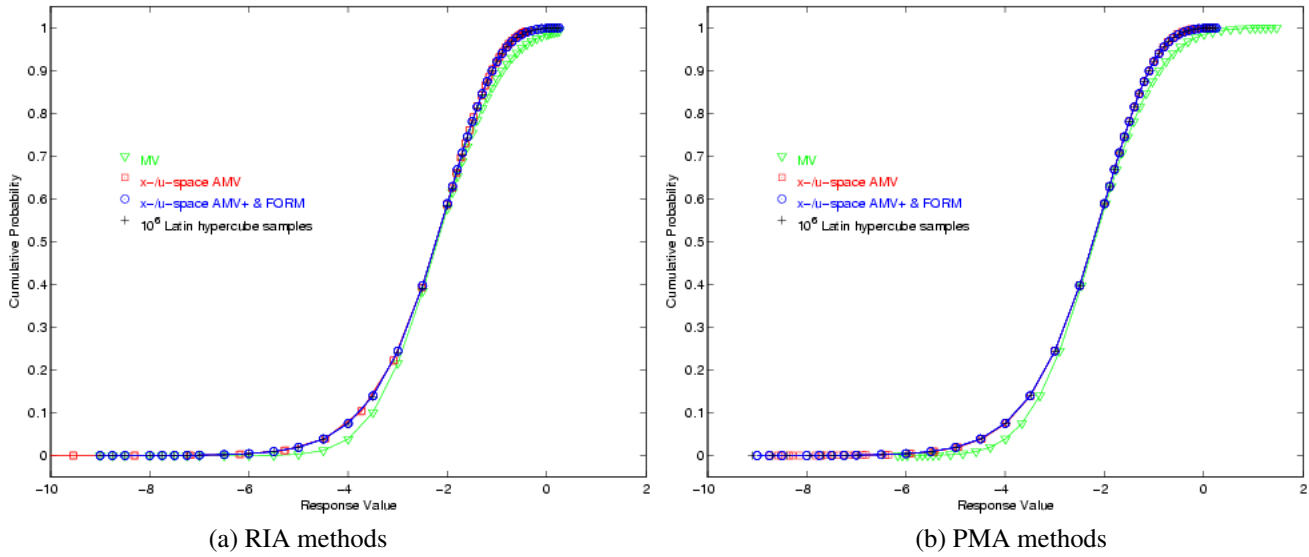 1
0.9
0.8
0.7
0.6
0.5
0.4
0.3
0.2
0.1
0
Cumulative Probability
MV
x-/u-space AMV
x-/u-space AMV+ & FORM
10⁶ Latin hypercube samples
−10 −8 −6 −4 −2 0 2
Response Value
(a) RIA methods
1
0.9
0.8
0.7
0.6
0.5
0.4
0.3
0.2
0.1
0
Cumulative Probability
MV
x-/u-space AMV
x-/u-space AMV+ & FORM
10⁶ Latin hypercube samples
−10 −8 −6 −4 −2 0 2
Response Value
(b) PMA methods